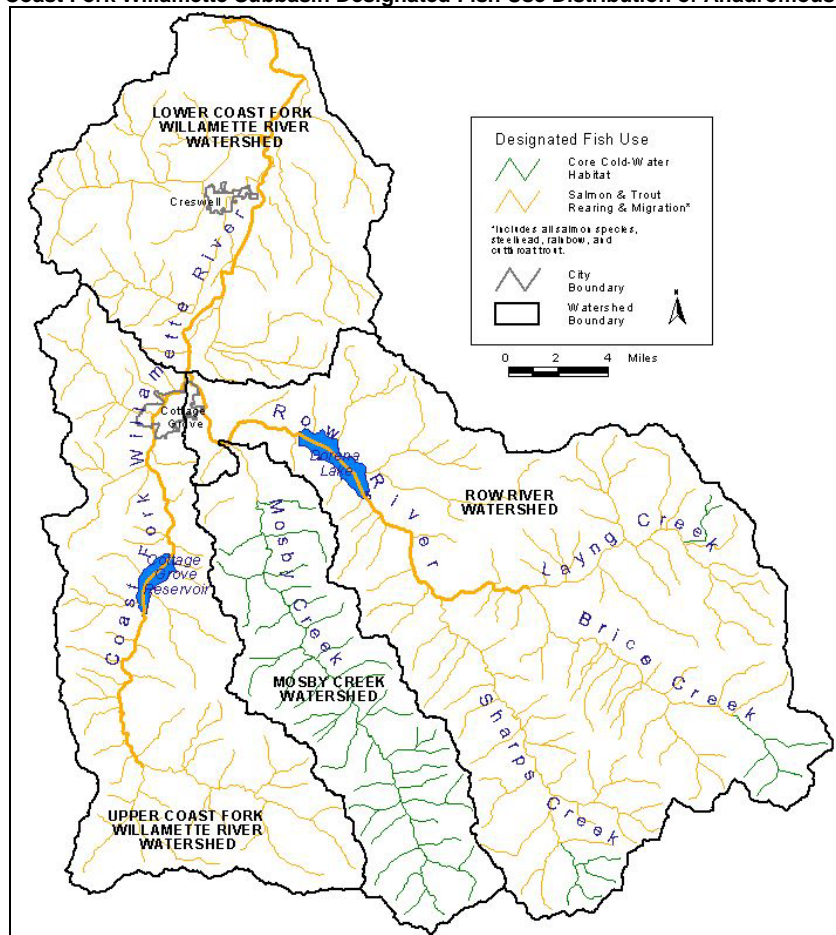 Coast Fork Willamette Subbasin Designated Fish Use Distribution of Anadromous
LOWER COAST FORK
WILLAMETTE RIVER
WATERSHED
Creswell
Designated Fish Use
Core Cold-Water
Habitat
Salmon & Trout
Rearing & Migration*
*Includes all salmon species,
steelhead, rainbow, and
cutthroat trout.
City
Boundary
Watershed
Boundary
N
0 2 4 Miles
Coast Fork Willamette River
Cottage
Grove
Row River
Dorena
Lake
ROW RIVER
WATERSHED
Layng Creek
Mosby Creek
Cottage
Grove
Reservoir
Brice Creek
MOSBY CREEK
WATERSHED
Sharps Creek
UPPER COAST FORK
WILLAMETTE RIVER
WATERSHED